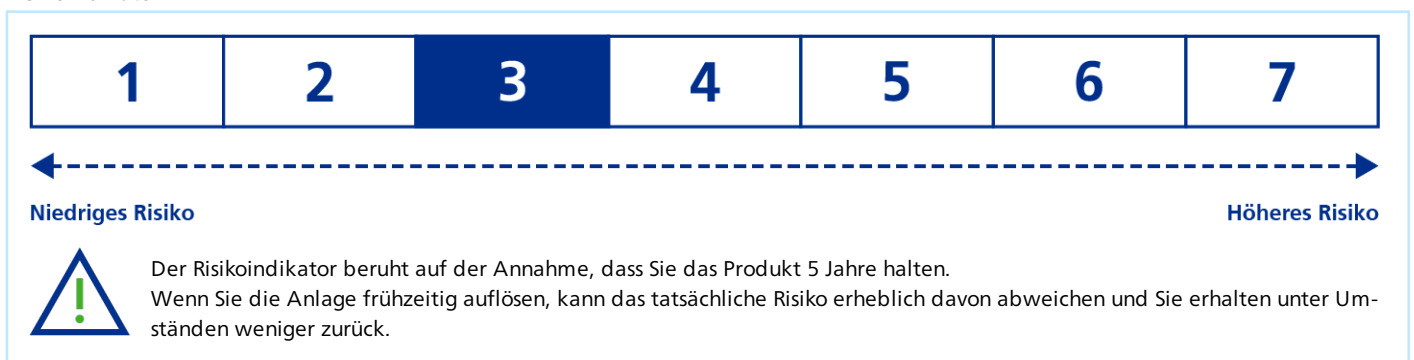 1 2 3 4 5 6 7
Niedriges Risiko Höheres Risiko
Der Risikoindikator beruht auf der Annahme, dass Sie das Produkt 5 Jahre halten.
Wenn Sie die Anlage frühzeitig auflösen, kann das tatsächliche Risiko erheblich davon abweichen und Sie erhalten unter Um-
ständen weniger zurück.